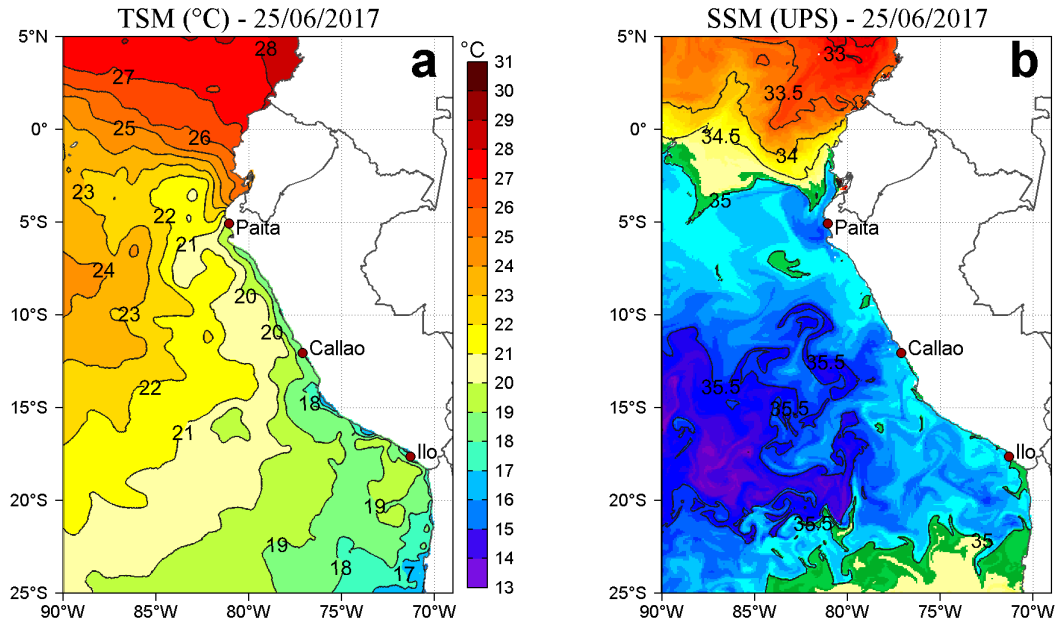 TSM (°C) - 25/06/2017
SSM (UPS) - 25/06/2017
a
b
°C
31
30
29
28
27
26
25
24
23
22
21
20
19
18
17
16
15
14
13
5°N
0°
5°S
10°S
15°S
20°S
25°S
90°W
85°W
80°W
75°W
70°W
28
27
26
25
23
22
21
24
23
20
20
22
18
21
19
19
18
17
Paita
Callao
Ilo
5°N
0°
5°S
10°S
15°S
20°S
25°S
90°W
85°W
80°W
75°W
70°W
33
33.5
34.5
34
35
35.5
35.5
35.5
35.5
35
Paita
Callao
Ilo